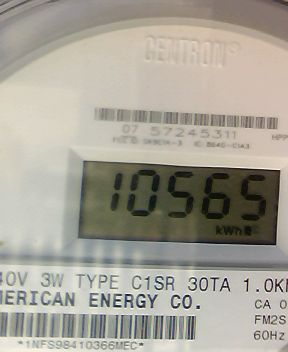 CENTRON®
07 57245311
10565
kWh
40V 3W TYPE C1SR 30TA 1.0K
MERICAN ENERGY CO.
CA 0
FM2S
60Hz
*1NFS98410366MEC*